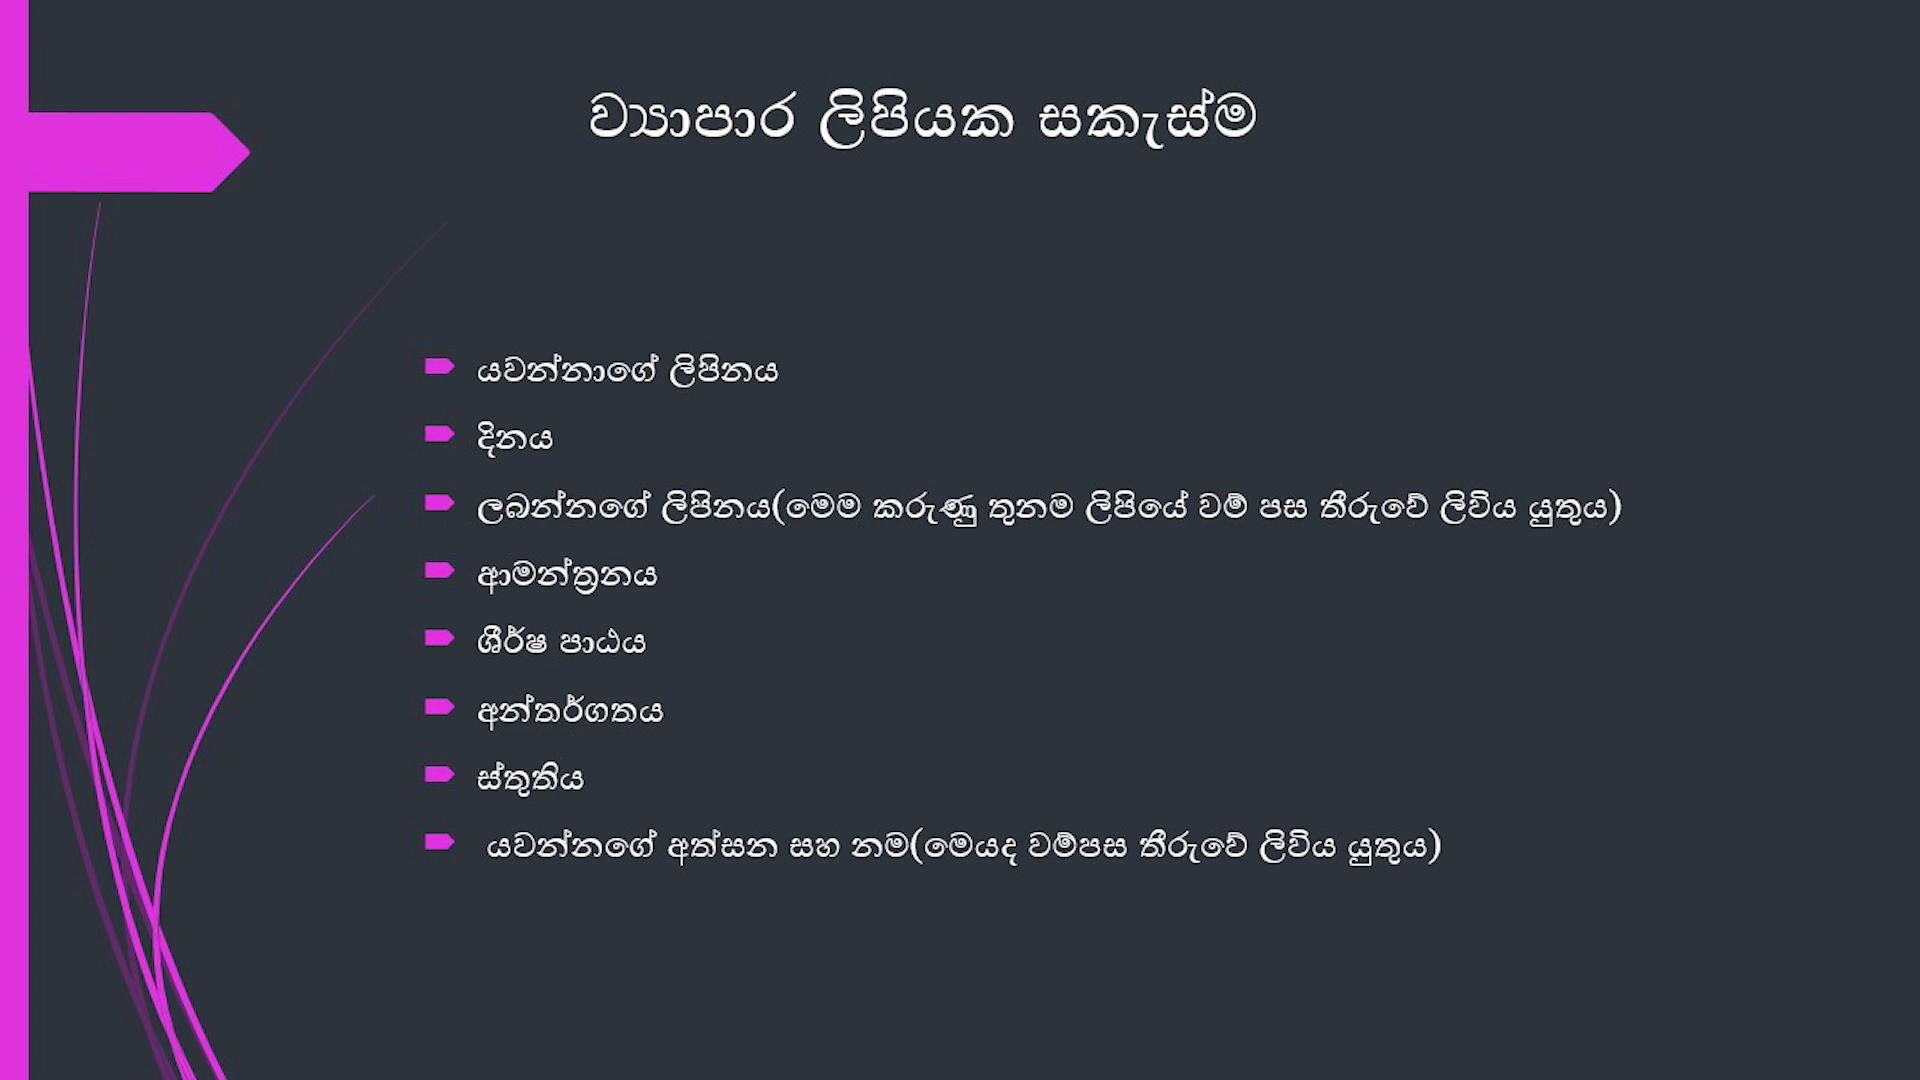 ව්‍යාපාර ලිපියක සකැස්ම
යවන්නාගේ ලිපිනය
දිනය
ලබන්නගේ ලිපිනය(මෙම කරුණු තුනම ලිපියේ වම් පස තීරුවේ ලිවිය යුතුය)
ආමන්ත්‍රනය
ශීර්ෂ පාඨය
අන්තර්ගතය
ස්තුතිය
යවන්නගේ අත්සන සහ නම(මෙයද වම්පස තීරුවේ ලිවිය යුතුය)